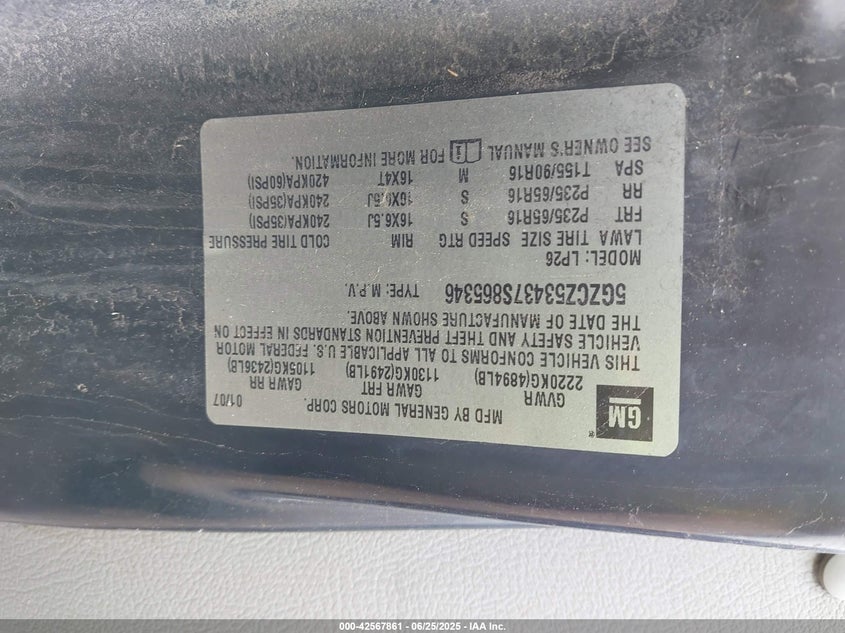 GM
®
MFD BY GENERAL MOTORS CORP. 01/07
GVWR GAWR FRT GAWR RR
2220KG(4894LB) 1130KG(2491LB) 1105KG(2436LB)
THIS VEHICLE CONFORMS TO ALL APPLICABLE U.S. FEDERAL MOTOR
VEHICLE SAFETY AND THEFT PREVENTION STANDARDS IN EFFECT ON
THE DATE OF MANUFACTURE SHOWN ABOVE.
5GZCZ53437S865346 TYPE: M.P.V.
MODEL: LP26
LAWA TIRE SIZE SPEED RTG RIM COLD TIRE PRESSURE
FRT P235/65R16 S 16X6.5J 240KPA(35PSI)
RR P235/65R16 S 16X6.5J 240KPA(35PSI)
SPA T155/90R16 M 16X4T 420KPA(60PSI)
SEE OWNER'S MANUAL FOR MORE INFORMATION.
000-42567861 - 06/25/2025 - IAA Inc.